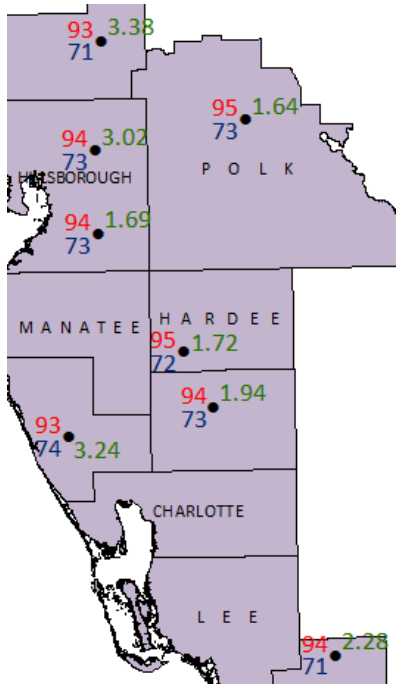 93 3.38
71
95 1.64
73
POLK
94 3.02
73
HILLSBOROUGH
94 1.69
73
MANATEE
HARDEE
95 1.72
72
94 1.94
73
93
74 3.24
CHARLOTTE
LEE
94 2.28
71